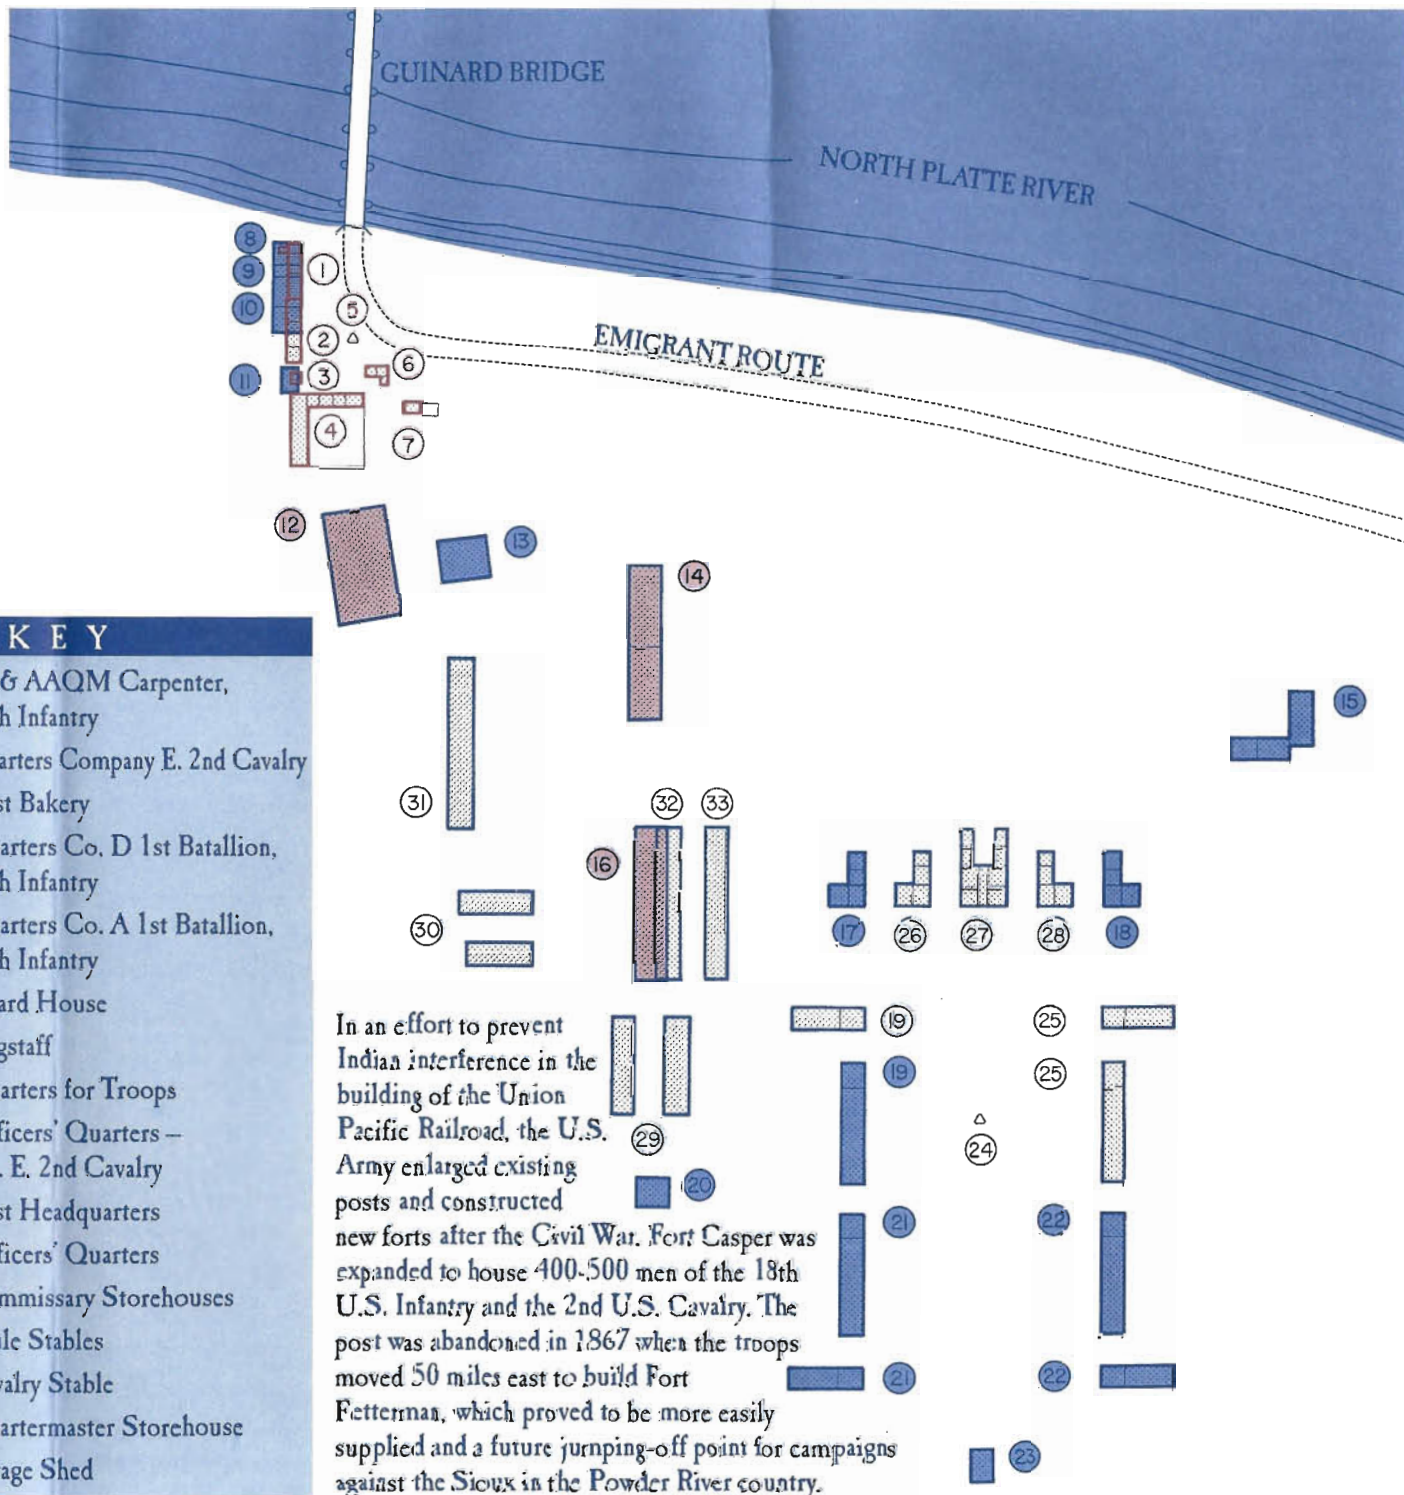 GUINARD BRIDGE
NORTH PLATTE RIVER
EMIGRANT ROUTE
8
9
1
10
5
2
6
11
3
4
7
12
13
14
15
31
32
33
16
30
17
26
27
28
18
19
25
19
25
24
29
20
21
22
21
22
23
KEY
& AAQM Carpenter,
h Infantry
arters Company E. 2nd Cavalry
st Bakery
arters Co. D 1st Batallion,
h Infantry
arters Co. A 1st Batallion,
h Infantry
ard House
gstaff
arters for Troops
ficers' Quarters –
. E. 2nd Cavalry
st Headquarters
ficers' Quarters
mmissary Storehouses
le Stables
valry Stable
artermaster Storehouse
age Shed
In an effort to prevent
Indian interference in the
building of the Union
Pacific Railroad, the U.S.
Army enlarged existing
posts and constructed
new forts after the Civil War. Fort Casper was
expanded to house 400-500 men of the 18th
U.S. Infantry and the 2nd U.S. Cavalry. The
post was abandoned in 1867 when the troops
moved 50 miles east to build Fort
Fetterman, which proved to be more easily
supplied and a future jumping-off point for campaigns
against the Sioux in the Powder River country.